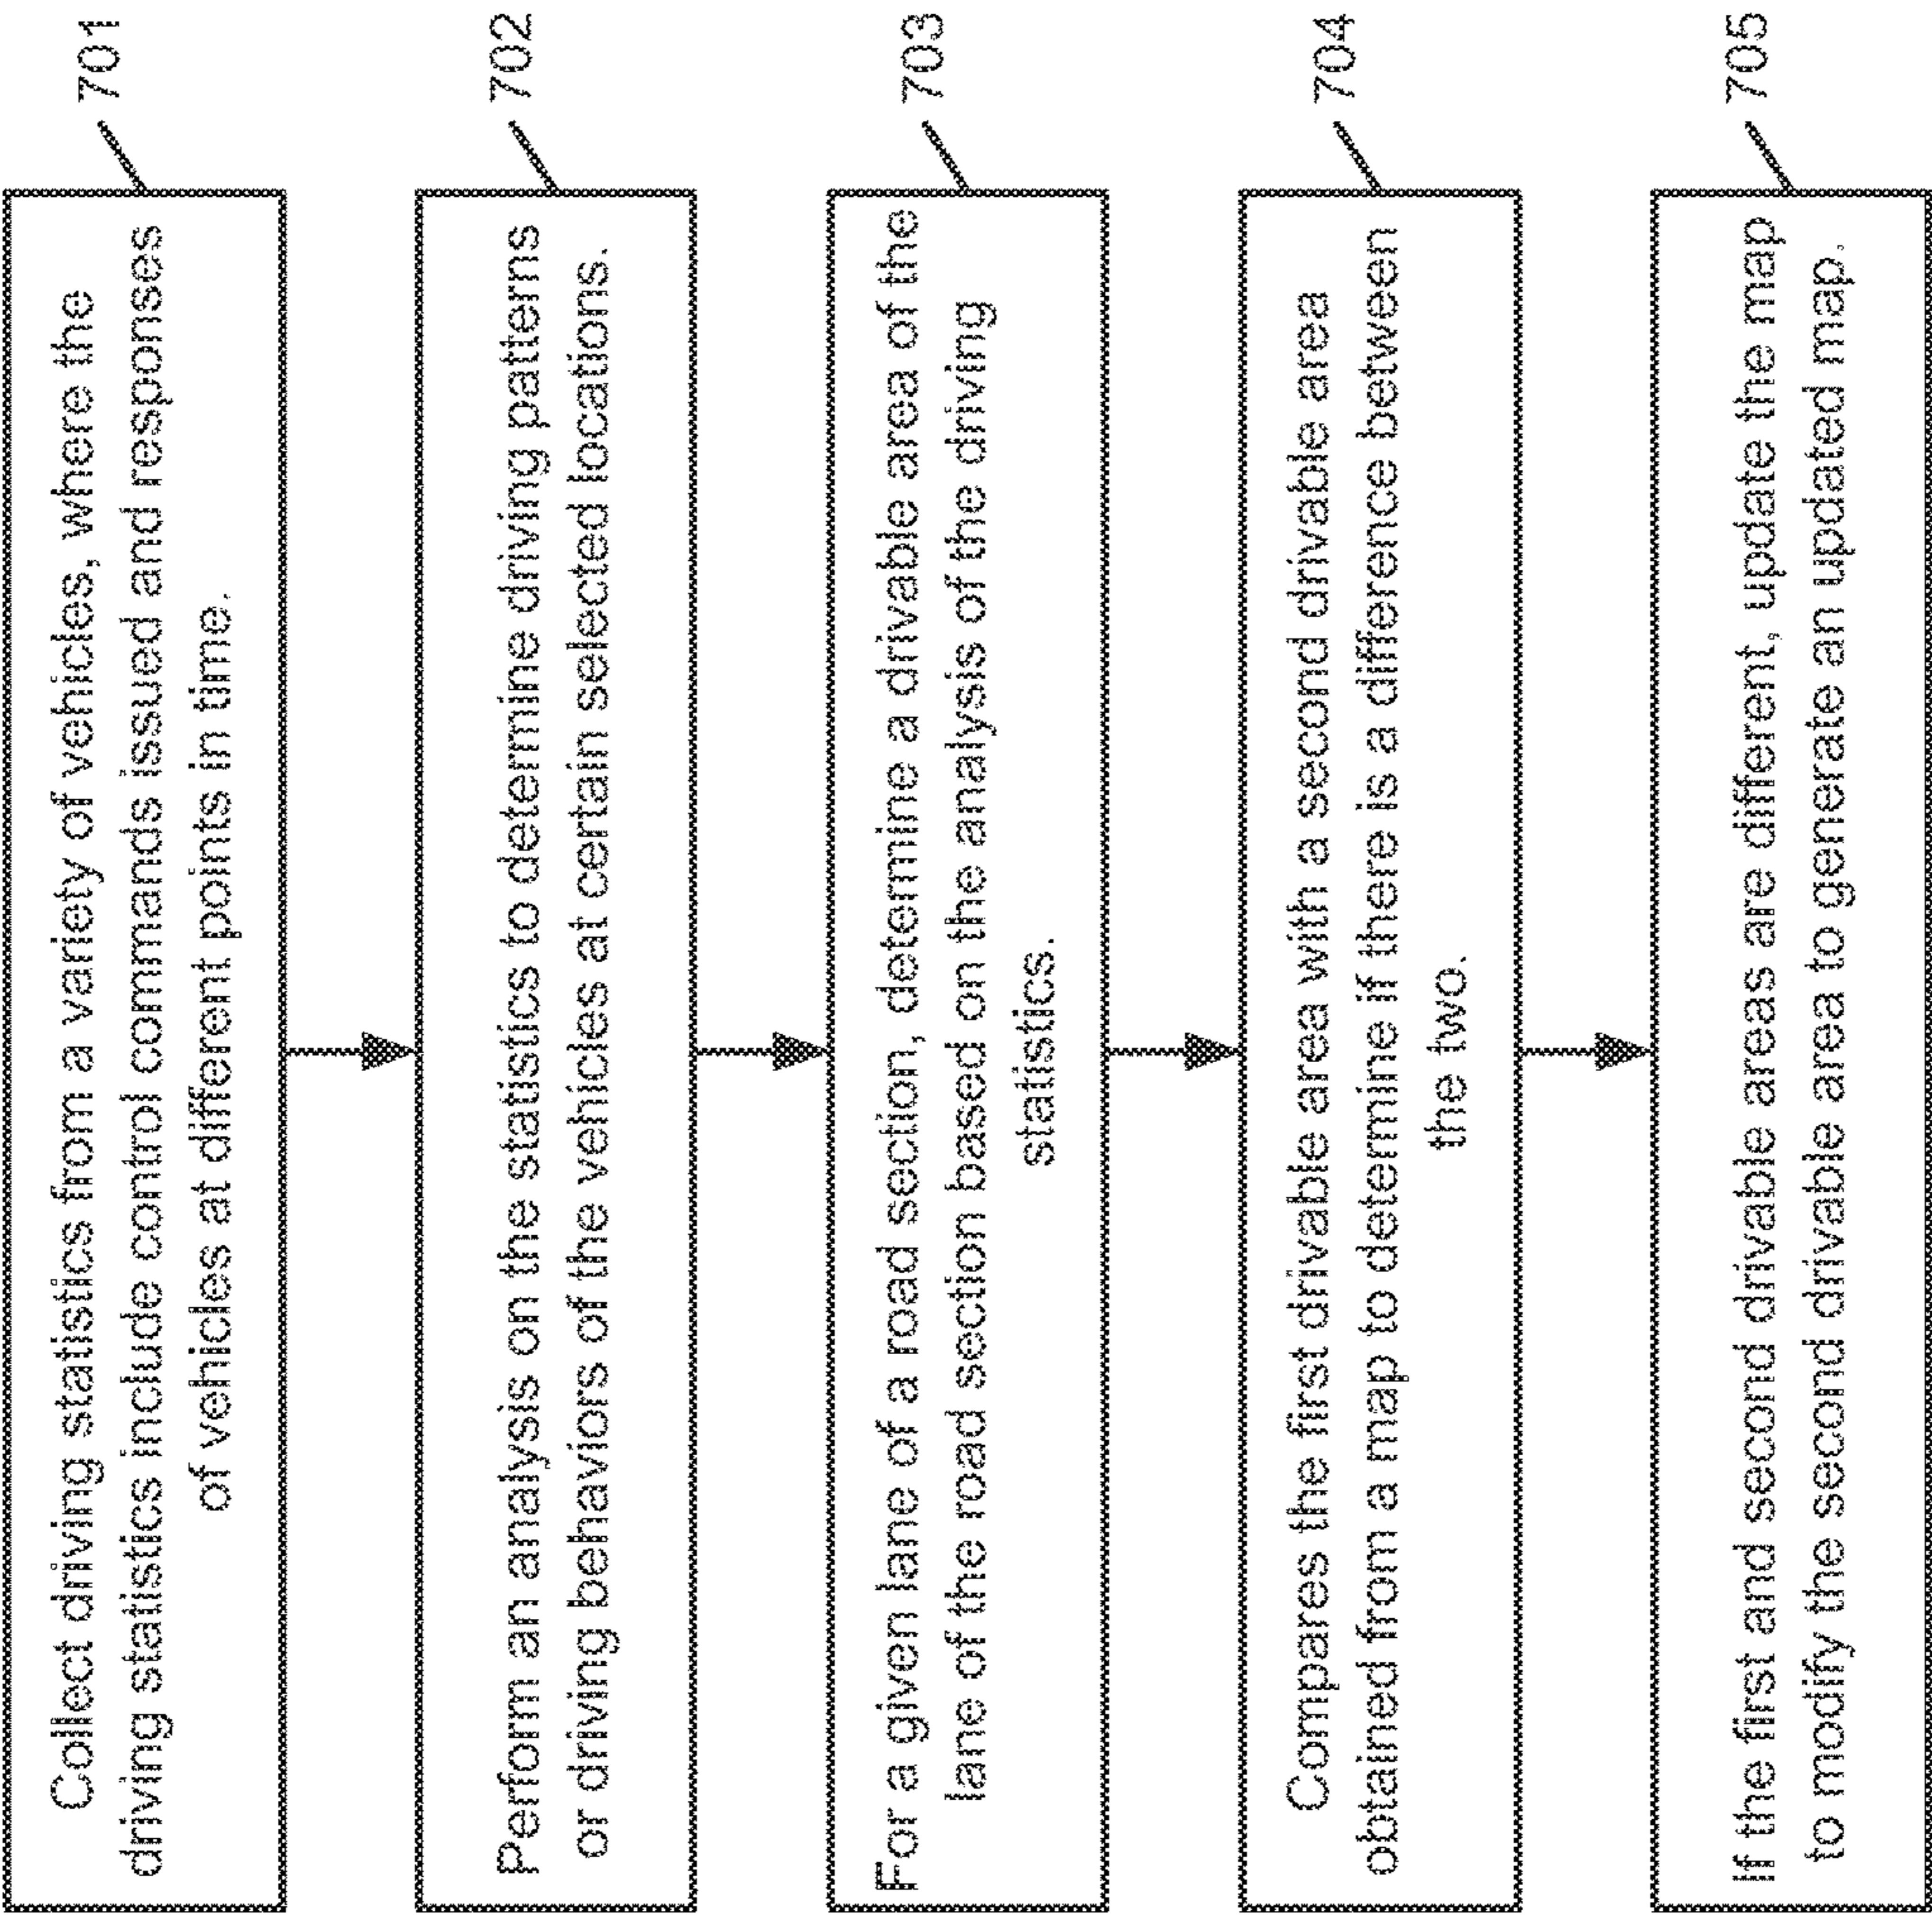 Collect driving statistics from a variety of vehicles, where the
driving statistics include control commands issued and responses
of vehicles at different points in time.
701
Perform an analysis on the statistics to determine driving patterns
or driving behaviors of the vehicles at certain selected locations.
702
For a given lane of a road section, determine a drivable area of the
lane of the road section based on the analysis of the driving
statistics.
703
Compares the first drivable area with a second drivable area
obtained from a map to determine if there is a difference between
the two.
704
If the first and second drivable areas are different, update the map
to modify the second drivable area to generate an updated map.
705